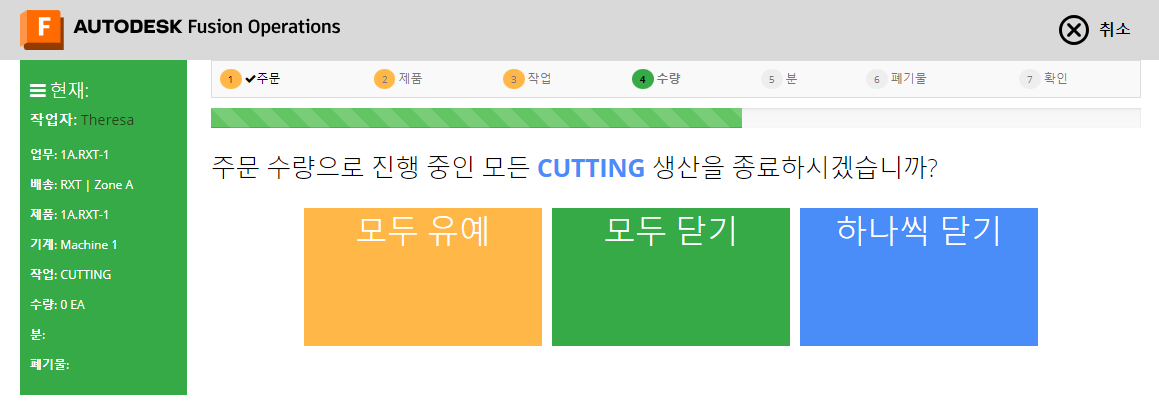 F AUTODESK Fusion Operations
취소
현재:
작업자: Theresa
업무: 1A.RXT-1
배송: RXT | Zone A
제품: 1A.RXT-1
기계: Machine 1
작업: CUTTING
수량: 0 EA
분:
폐기물:
1 ✔주문 2 제품 3 작업 4 수량 5 분 6 폐기물 7 확인
주문 수량으로 진행 중인 모든 CUTTING 생산을 종료하시겠습니까?
모두 유예 모두 닫기 하나씩 닫기